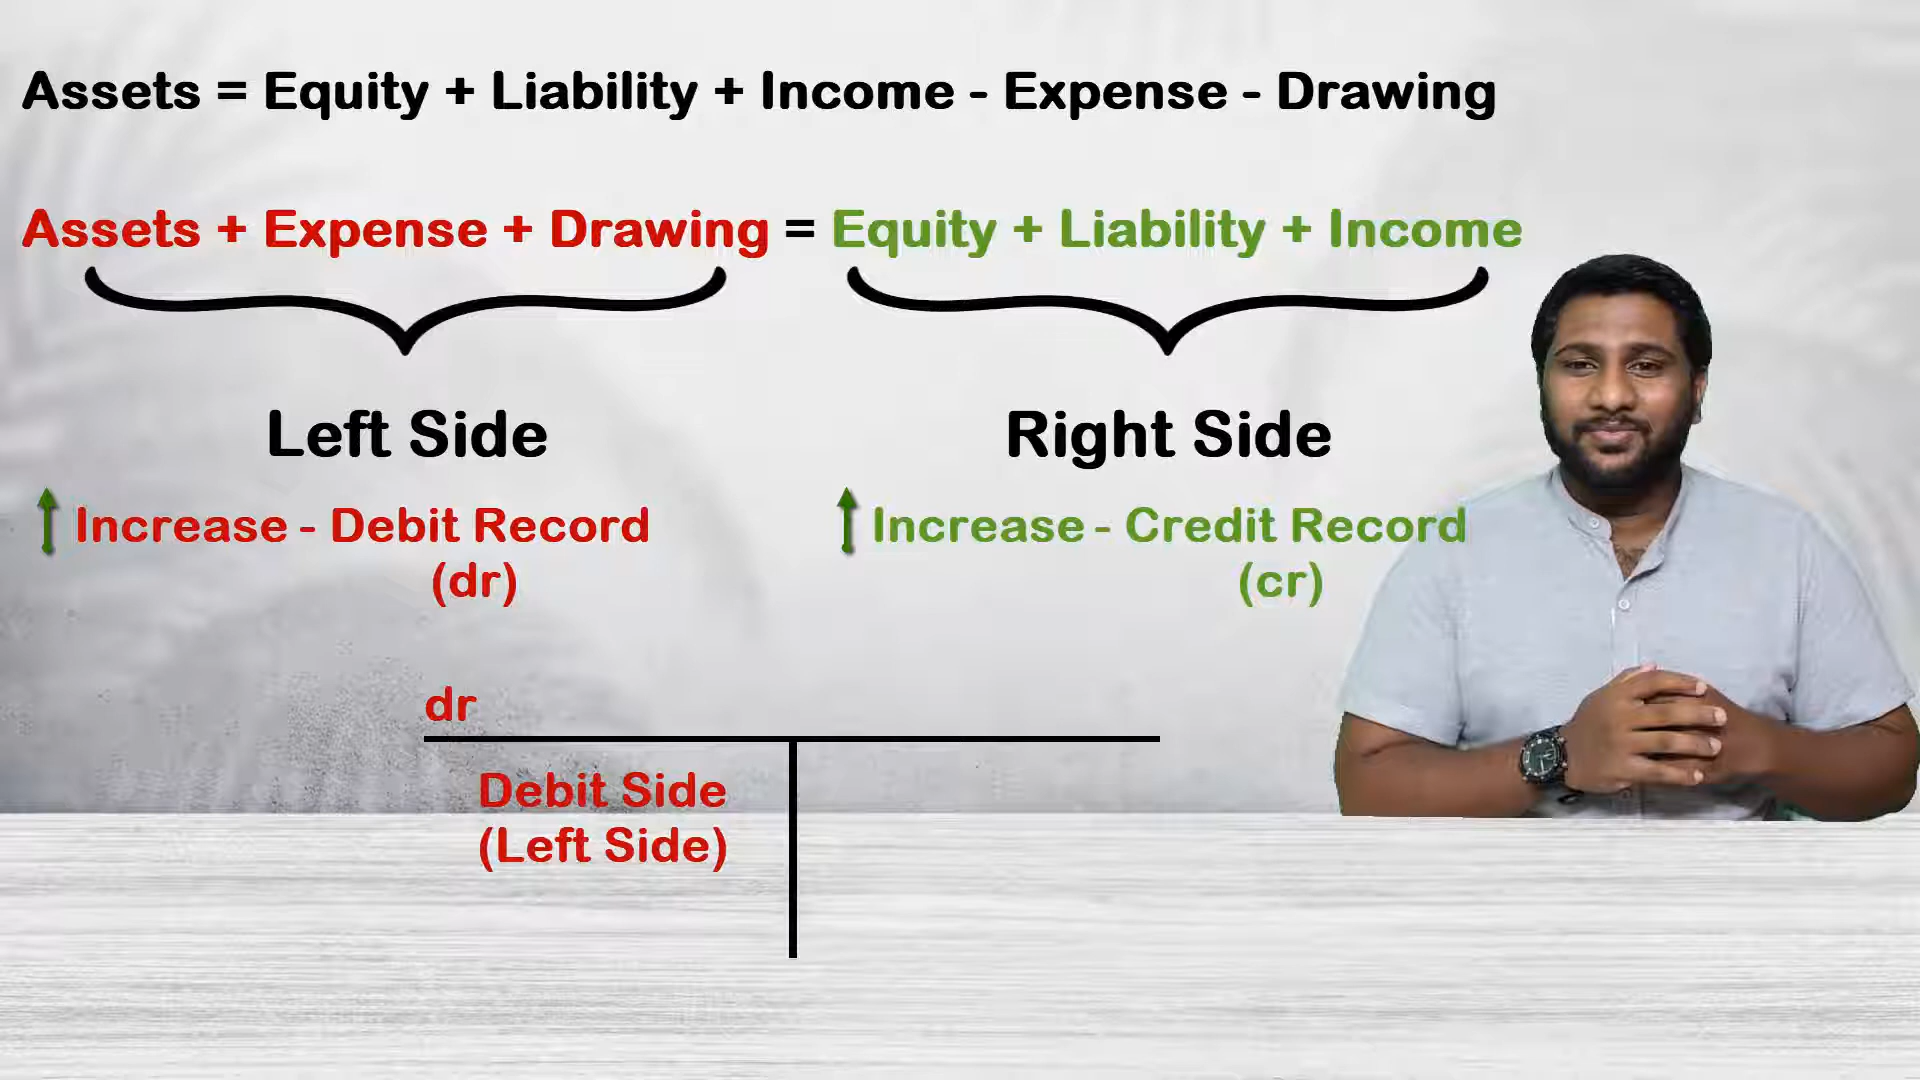 Assets = Equity + Liability + Income - Expense - Drawing
Assets + Expense + Drawing = Equity + Liability + Income
Left Side
Right Side
Increase - Debit Record
(dr)
Increase - Credit Record
(cr)
dr
Debit Side
(Left Side)